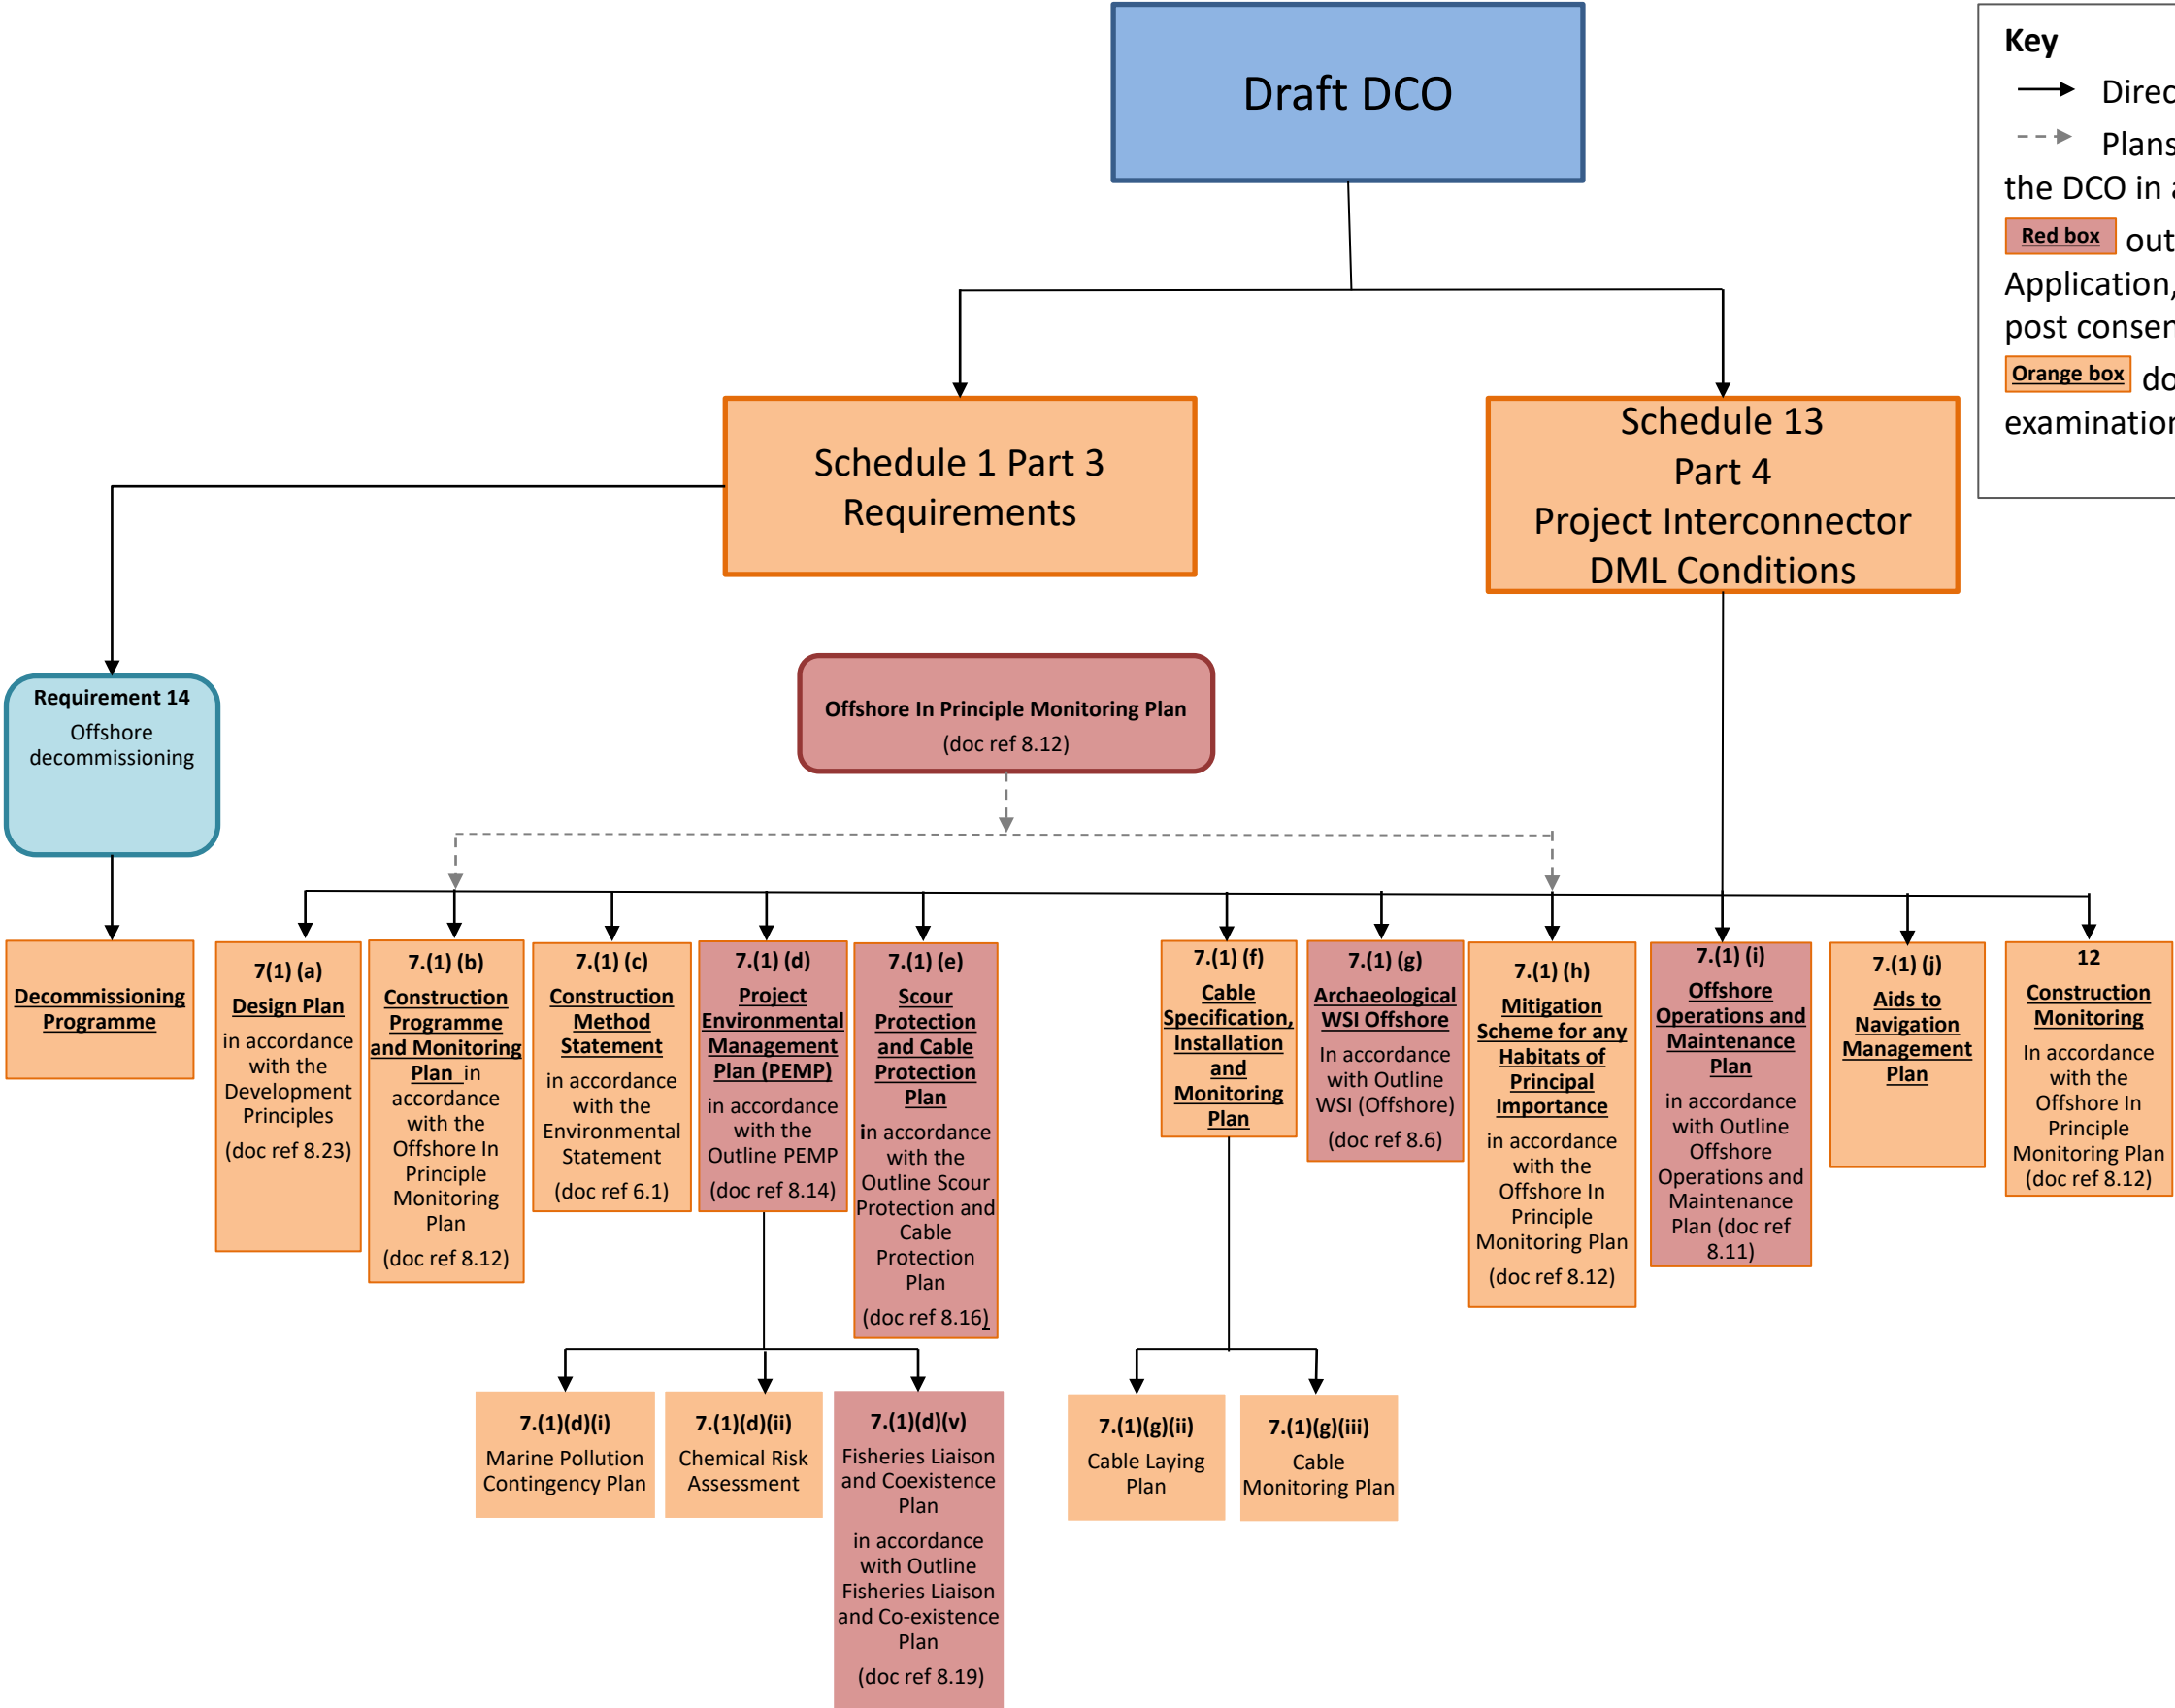 Draft DCO
Key
Direc
Plans
the DCO in a
Red box out
Application,
post consen
Orange box do
examination
Schedule 1 Part 3
Requirements
Schedule 13
Part 4
Project Interconnector
DML Conditions
Requirement 14
Offshore
decommissioning
Offshore In Principle Monitoring Plan
(doc ref 8.12)
Decommissioning
Programme
7(1) (a)
Design Plan
in accordance
with the
Development
Principles
(doc ref 8.23)
7.(1) (b)
Construction
Programme
and Monitoring
Plan in
accordance
with the
Offshore In
Principle
Monitoring
Plan
(doc ref 8.12)
7.(1) (c)
Construction
Method
Statement
in accordance
with the
Environmental
Statement
(doc ref 6.1)
7.(1) (d)
Project
Environmental
Management
Plan (PEMP)
in accordance
with the
Outline PEMP
(doc ref 8.14)
7.(1) (e)
Scour
Protection
and Cable
Protection
Plan
in accordance
with the
Outline Scour
Protection and
Cable
Protection
Plan
(doc ref 8.16)
7.(1) (f)
Cable
Specification,
Installation
and
Monitoring
Plan
7.(1) (g)
Archaeological
WSI Offshore
In accordance
with Outline
WSI (Offshore)
(doc ref 8.6)
7.(1) (h)
Mitigation
Scheme for any
Habitats of
Principal
Importance
in accordance
with the
Offshore In
Principle
Monitoring Plan
(doc ref 8.12)
7.(1) (i)
Offshore
Operations and
Maintenance
Plan
in accordance
with Outline
Offshore
Operations and
Maintenance
Plan (doc ref
8.11)
7.(1) (j)
Aids to
Navigation
Management
Plan
12
Construction
Monitoring
In accordance
with the
Offshore In
Principle
Monitoring Plan
(doc ref 8.12)
7.(1)(d)(i)
Marine Pollution
Contingency Plan
7.(1)(d)(ii)
Chemical Risk
Assessment
7.(1)(d)(v)
Fisheries Liaison
and Coexistence
Plan
in accordance
with Outline
Fisheries Liaison
and Co-existence
Plan
(doc ref 8.19)
7.(1)(g)(ii)
Cable Laying
Plan
7.(1)(g)(iii)
Cable
Monitoring Plan